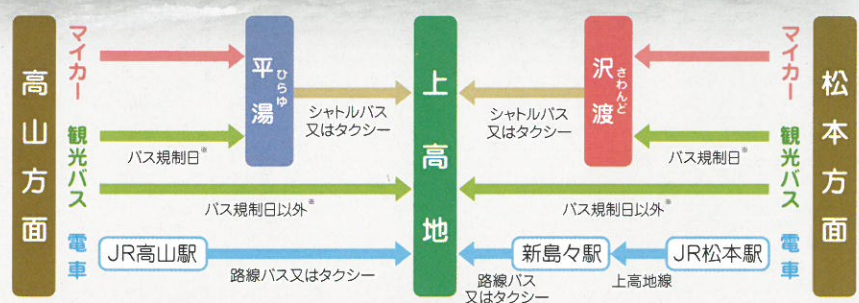 高山方面
マイカー
観光バス
電車
平湯
ひらゆ
シャトルバス
又はタクシー
バス規制日※
バス規制日以外※
JR高山駅
路線バス又はタクシー
上高地
沢渡
さわんど
シャトルバス
又はタクシー
バス規制日※
バス規制日以外※
新島々駅
路線バス
又はタクシー
上高地線
JR松本駅
マイカー
観光バス
電車
松本方面